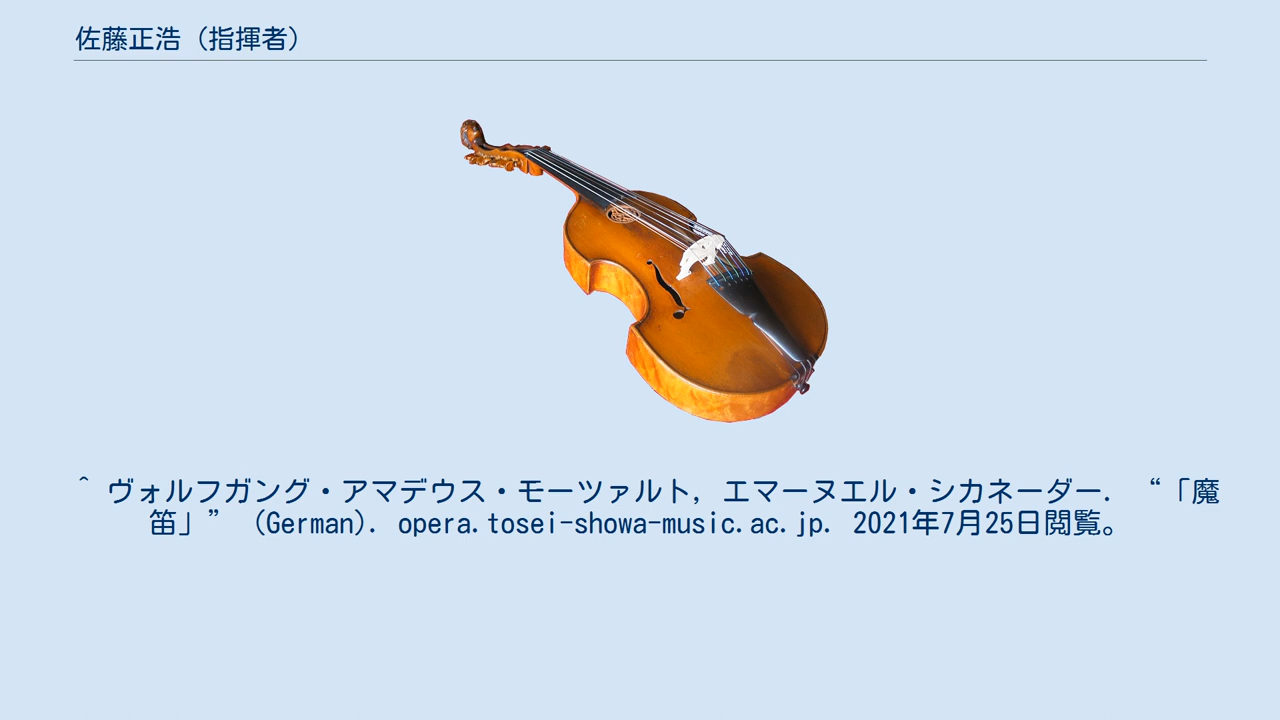 佐藤正浩（指揮者）
^ ヴォルフガング・アマデウス・モーツァルト, エマーヌエル・シカネーダー. “「魔
笛」” (German). opera.tosei-showa-music.ac.jp. 2021年7月25日閲覧。